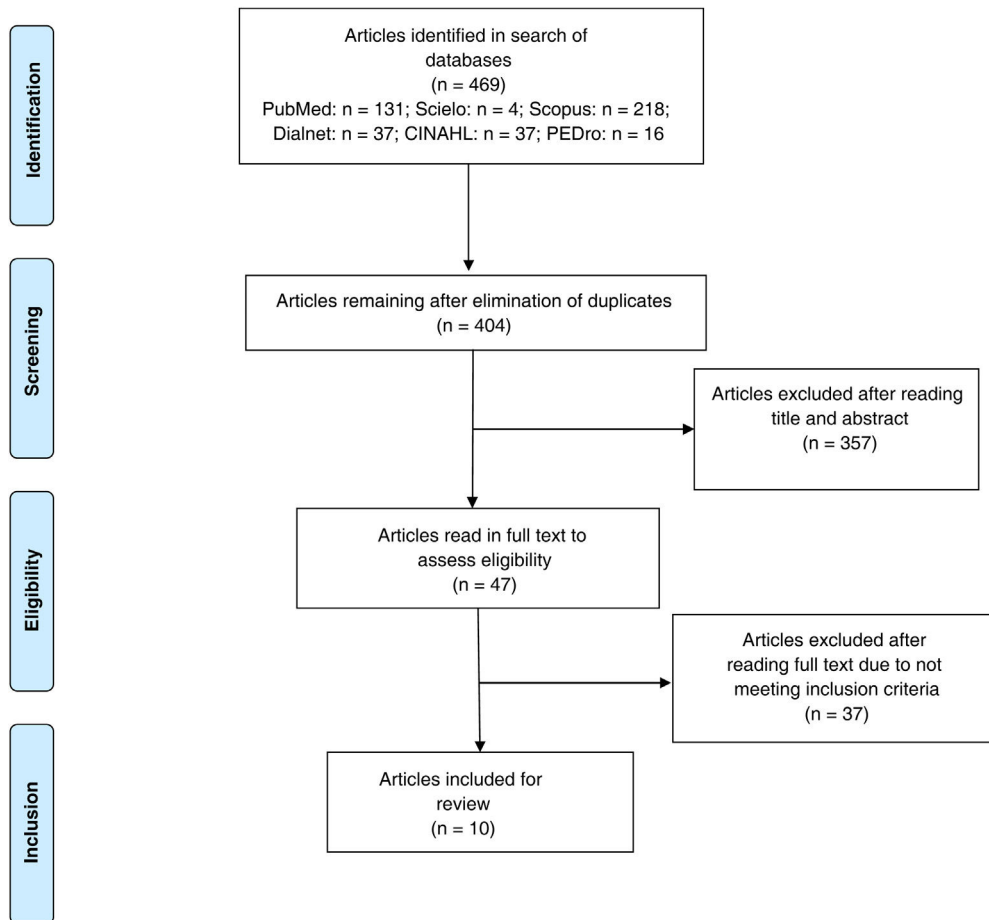 Identification
Articles identified in search of
databases
(n = 469)
PubMed: n = 131; Scielo: n = 4; Scopus: n = 218;
Dialnet: n = 37; CINAHL: n = 37; PEDro: n = 16
Screening
Articles remaining after elimination of duplicates
(n = 404)
Articles excluded after reading
title and abstract
(n = 357)
Eligibility
Articles read in full text to
assess eligibility
(n = 47)
Articles excluded after
reading full text due to not
meeting inclusion criteria
(n = 37)
Inclusion
Articles included for
review
(n = 10)